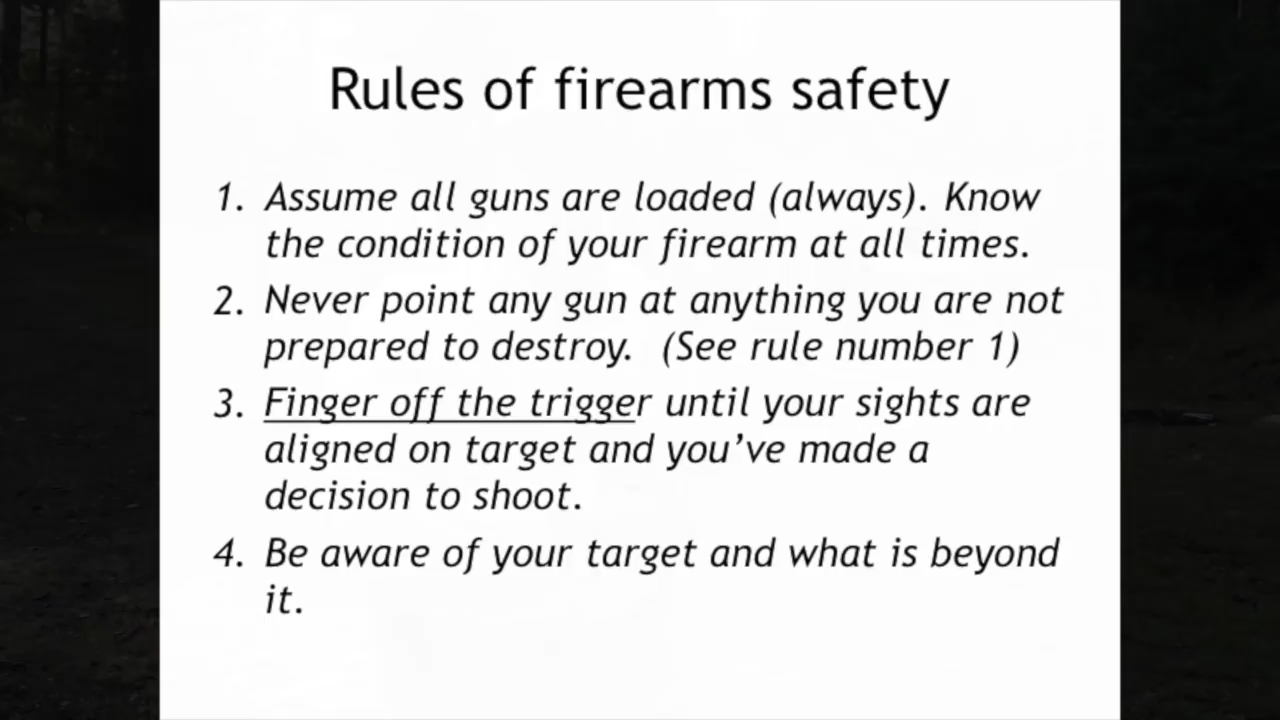 Rules of firearms safety
1. Assume all guns are loaded (always). Know
the condition of your firearm at all times.
2. Never point any gun at anything you are not
prepared to destroy.  (See rule number 1)
3. Finger off the trigger until your sights are
aligned on target and you’ve made a
decision to shoot.
4. Be aware of your target and what is beyond
it.